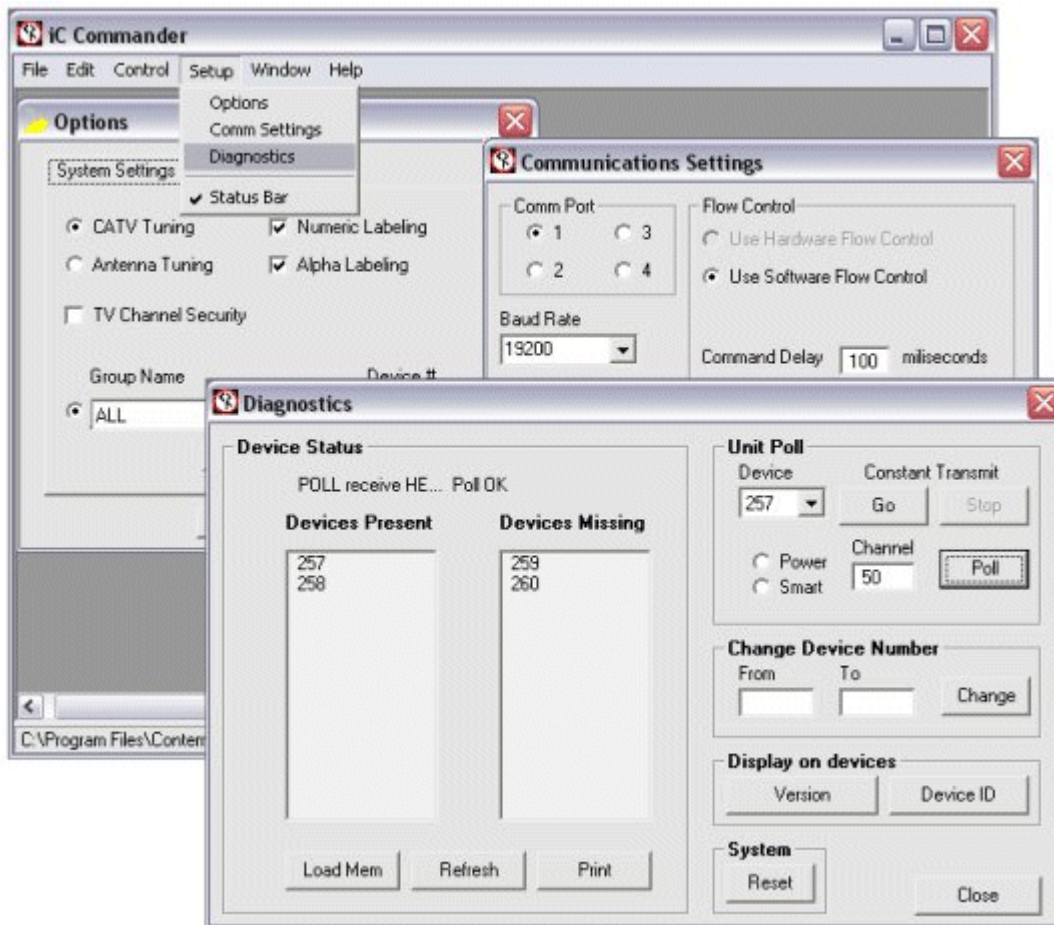 iC Commander
File Edit Control Setup Window Help
Options
Comm Settings
Diagnostics
Status Bar
Options
System Settings
CATV Tuning
Numeric Labeling
Antenna Tuning
Alpha Labeling
TV Channel Security
Group Name
Device #
ALL
C:\Program Files\Contem
Communications Settings
Comm Port
1 3
2 4
Baud Rate
19200
Flow Control
Use Hardware Flow Control
Use Software Flow Control
Command Delay 100 miliseconds
Diagnostics
Device Status
POLL receive HE... Poll OK
Devices Present
257
258
Devices Missing
259
260
Load Mem Refresh Print
Unit Poll
Device Constant Transmit
257 Go Stop
Power
Smart
Channel
50
Poll
Change Device Number
From To
Change
Display on devices
Version Device ID
System
Reset
Close